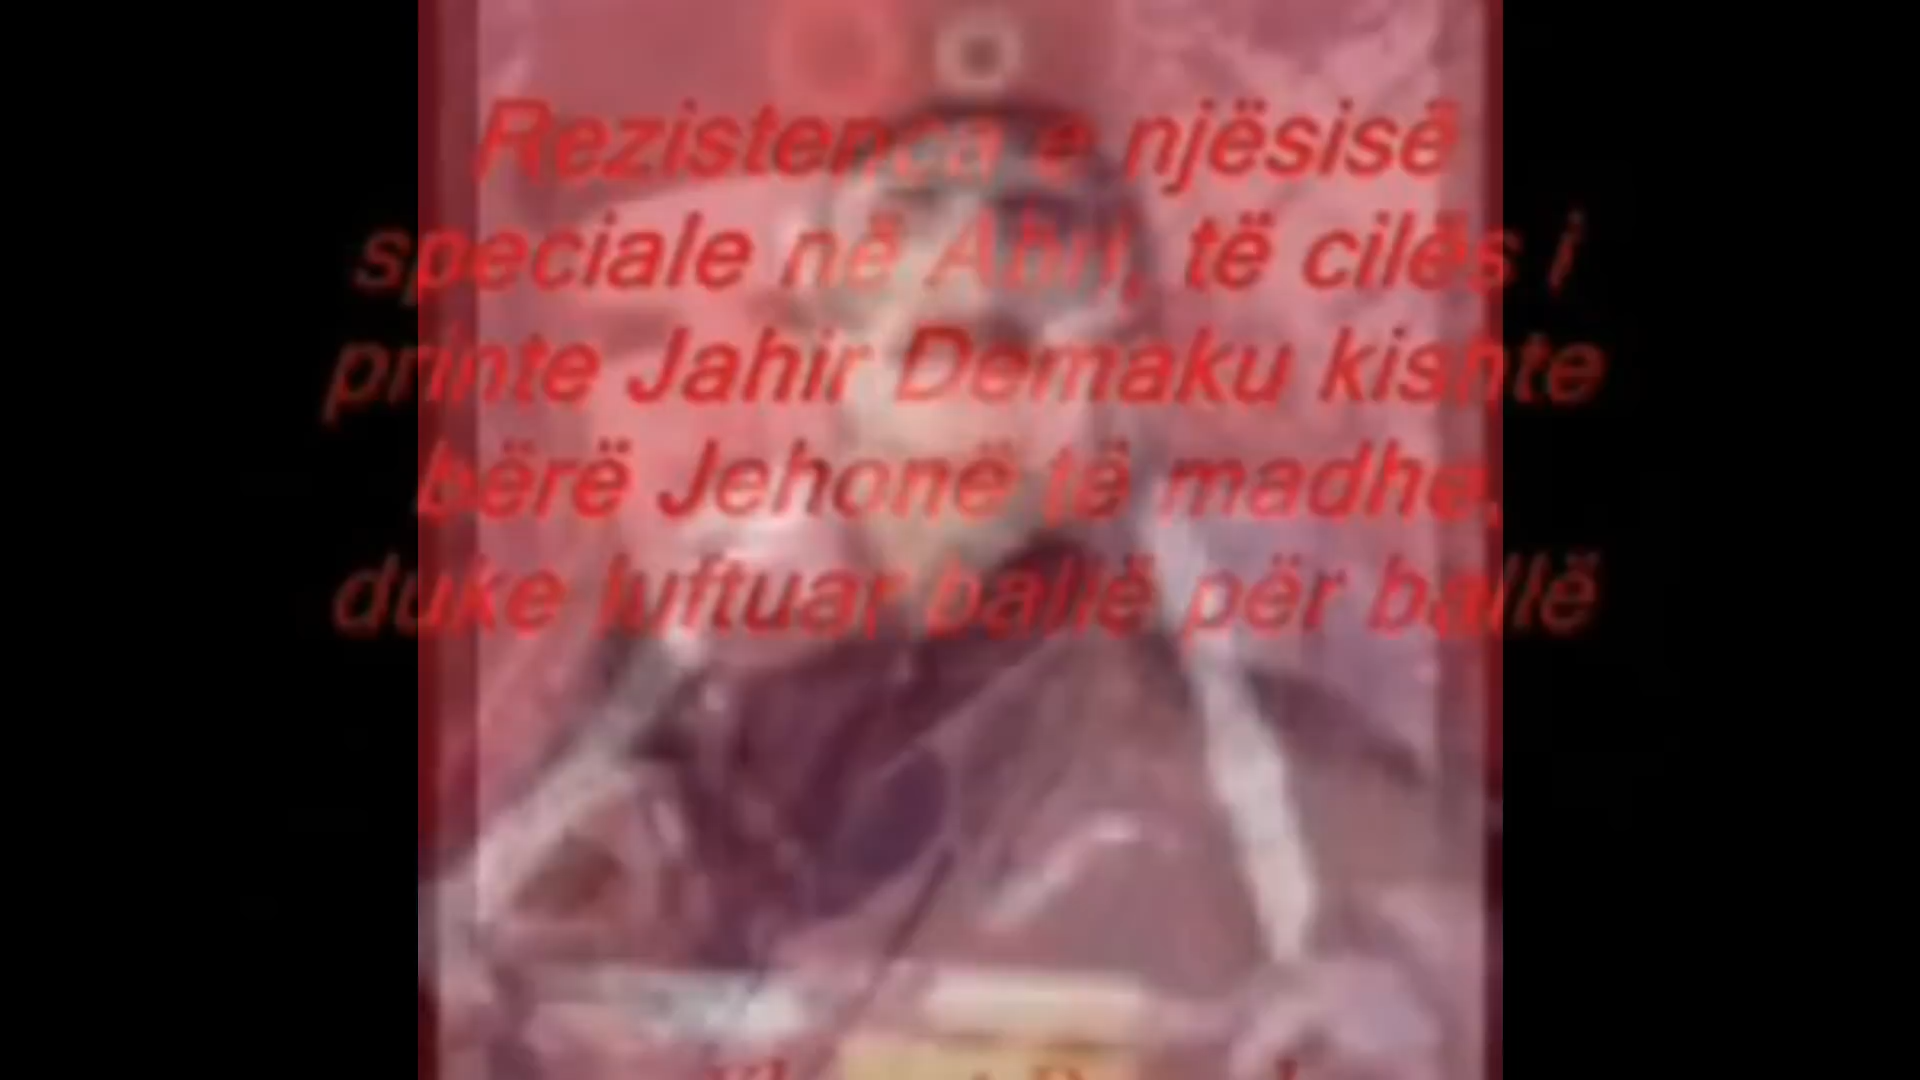 Rezistenca e njësisë
speciale në Abri, të cilës i
printe Jahir Demaku kishte
bërë Jehonë të madhe,
duke luftuar ballë për ballë